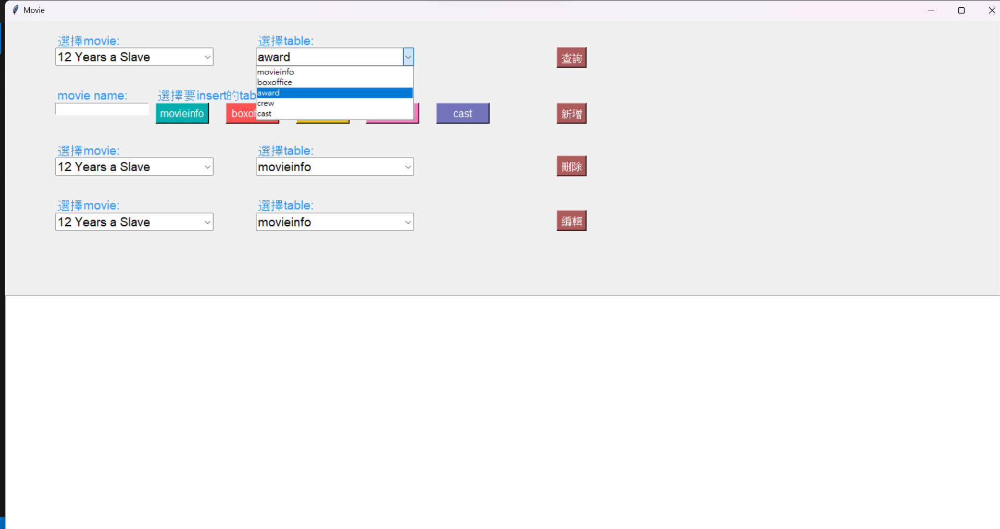 Movie
選擇movie:
選擇table:
12 Years a Slave
award
查詢
movieinfo
boxoffice
award
crew
cast
movie name:
選擇要insert的tab
movieinfo
boxof
cast
新增
選擇movie:
選擇table:
12 Years a Slave
movieinfo
刪除
選擇movie:
選擇table:
12 Years a Slave
movieinfo
編輯